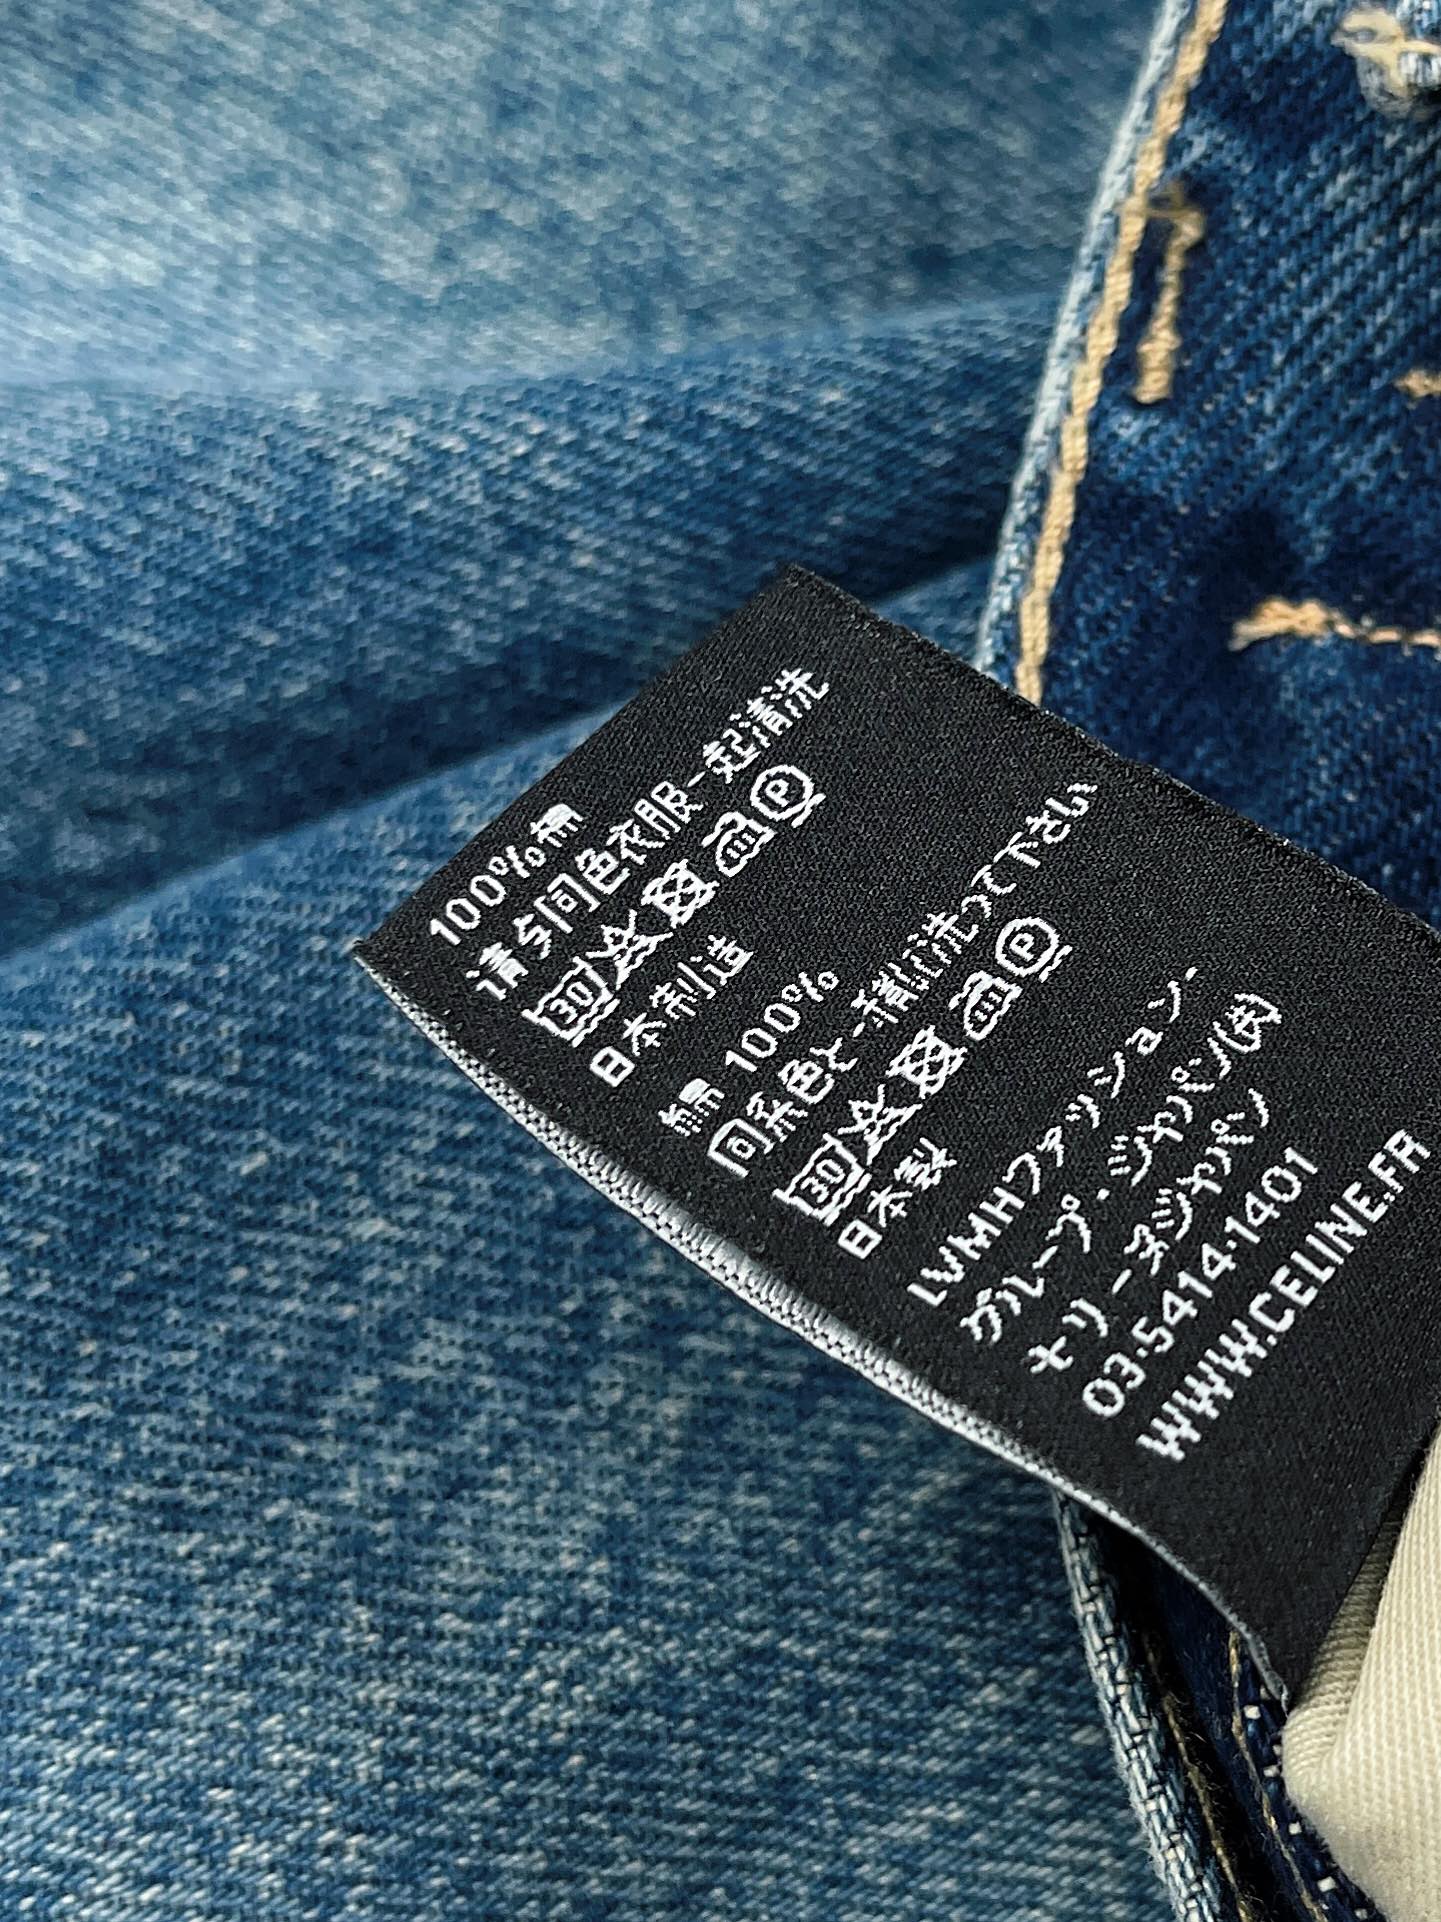 100%棉
请与同色衣服一起清洗
30 P
日本制造
綿 100%
同系色と一緒に洗って下さい
30 P
日本製
LVMHファッション・
グループ・ジャパン(株)
セリーヌジャパン
03-5414-1401
WWW.CELINE.FR